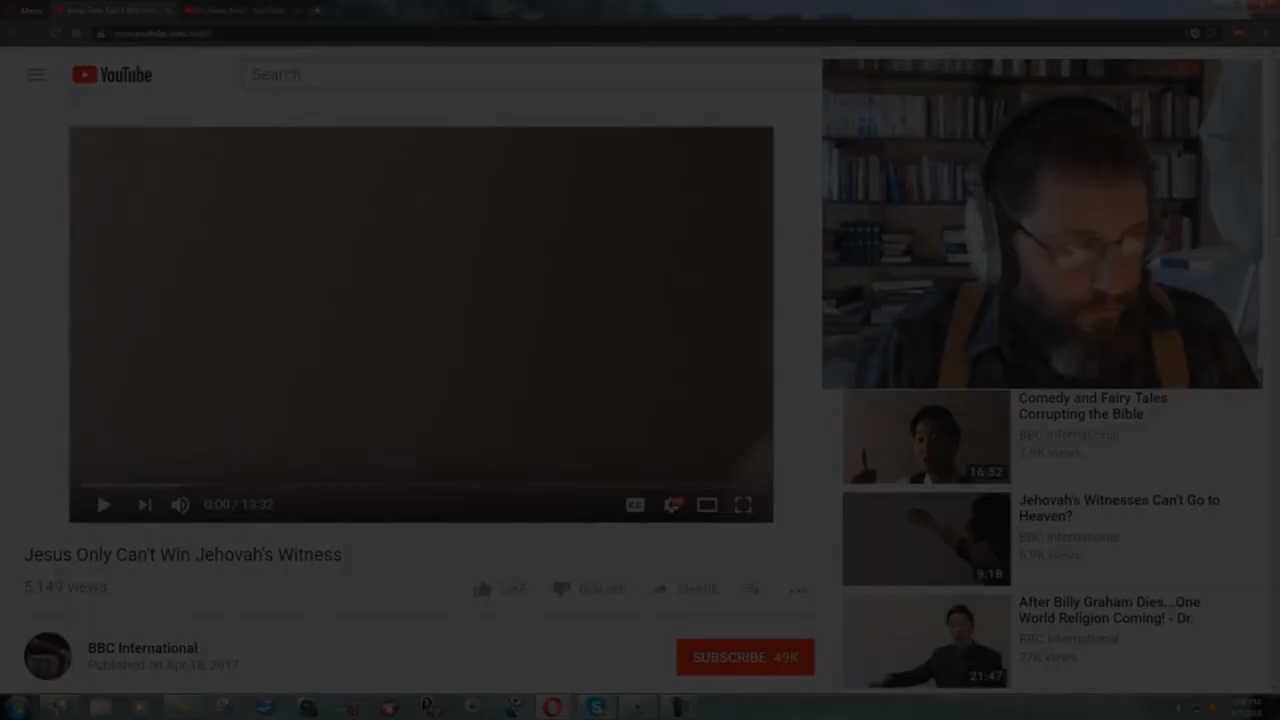 Menu
YouTube
Search
0:00 / 13:32
CC
Jesus Only Can't Win Jehovah's Witness
5,149 views
LIKE
DISLIKE
SHARE
BBC International
Published on Apr 18, 2017
SUBSCRIBE 49K
Comedy and Fairy Tales
Corrupting the Bible
BBC International
16:52
Jehovah's Witnesses Can't Go to
Heaven?
BBC International
9:18
After Billy Graham Dies...One
World Religion Coming! - Dr.
BBC International
27K views
21:47